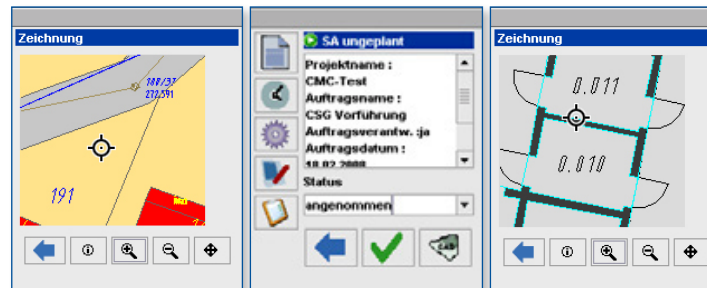 Zeichnung
188/37
272.591
191
SA ungeplant
Projektname :
CMC-Test
Auftragsname :
CSG Vorführung
Auftragsverantw. :ja
Auftragsdatum :
18.02.2008
Status
angenommen
CAD
Zeichnung
0.011
0.010